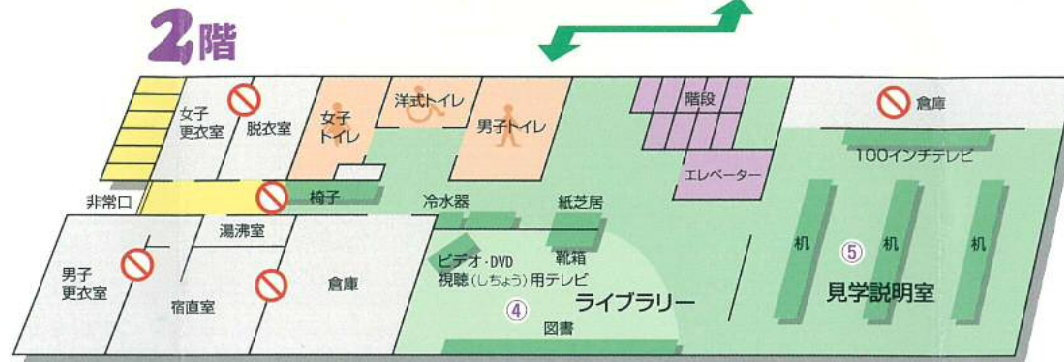 2階
女子
更衣室
脱衣室
女子
トイレ
洋式トイレ
男子トイレ
階段
エレベーター
倉庫
100インチテレビ
非常口
椅子
冷水器
紙芝居
湯沸室
男子
更衣室
宿直室
倉庫
ビデオ・DVD
視聴(しちょう)用テレビ
靴箱
④
ライブラリー
図書
机
机
机
⑤
見学説明室